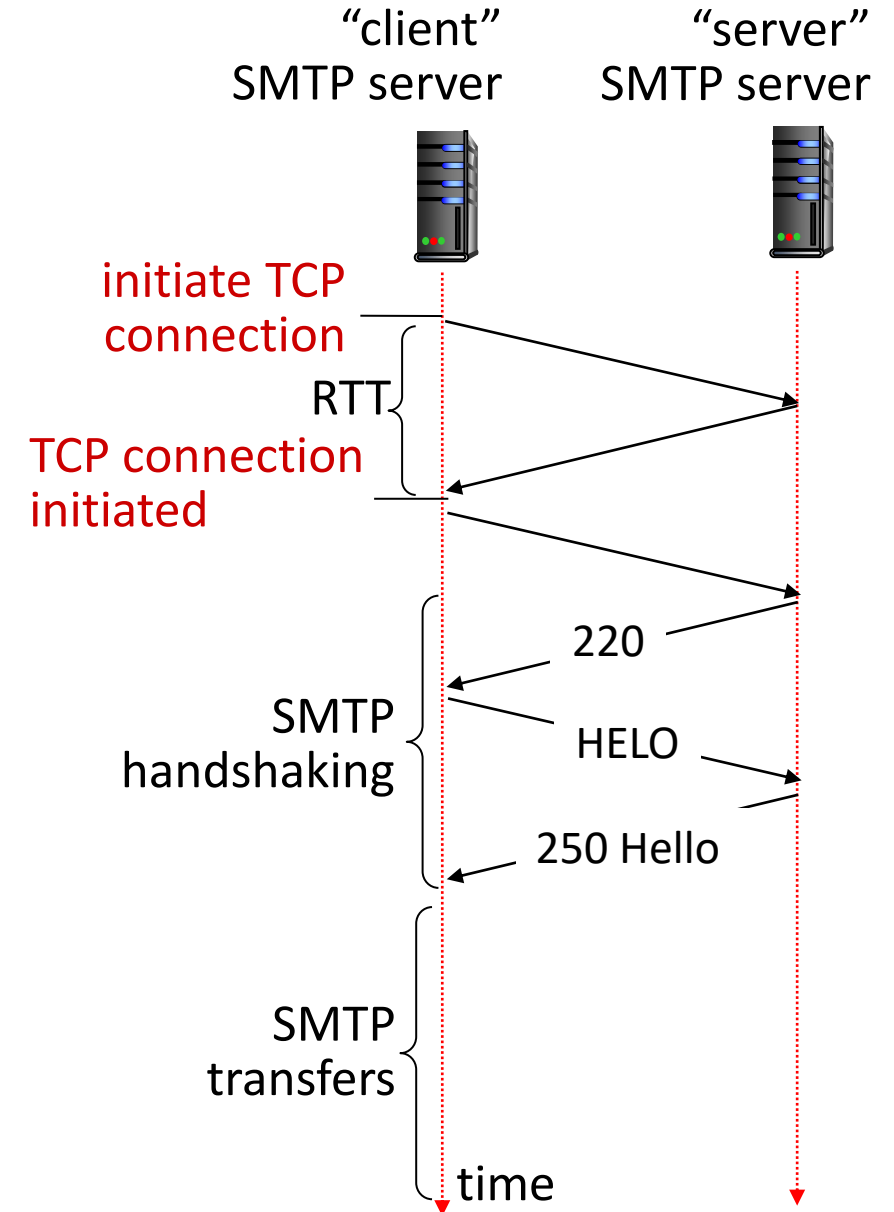 “client”
SMTP server
“server”
SMTP server
initiate TCP
connection
RTT
TCP connection
initiated
220
SMTP
handshaking
HELO
250 Hello
SMTP
transfers
time